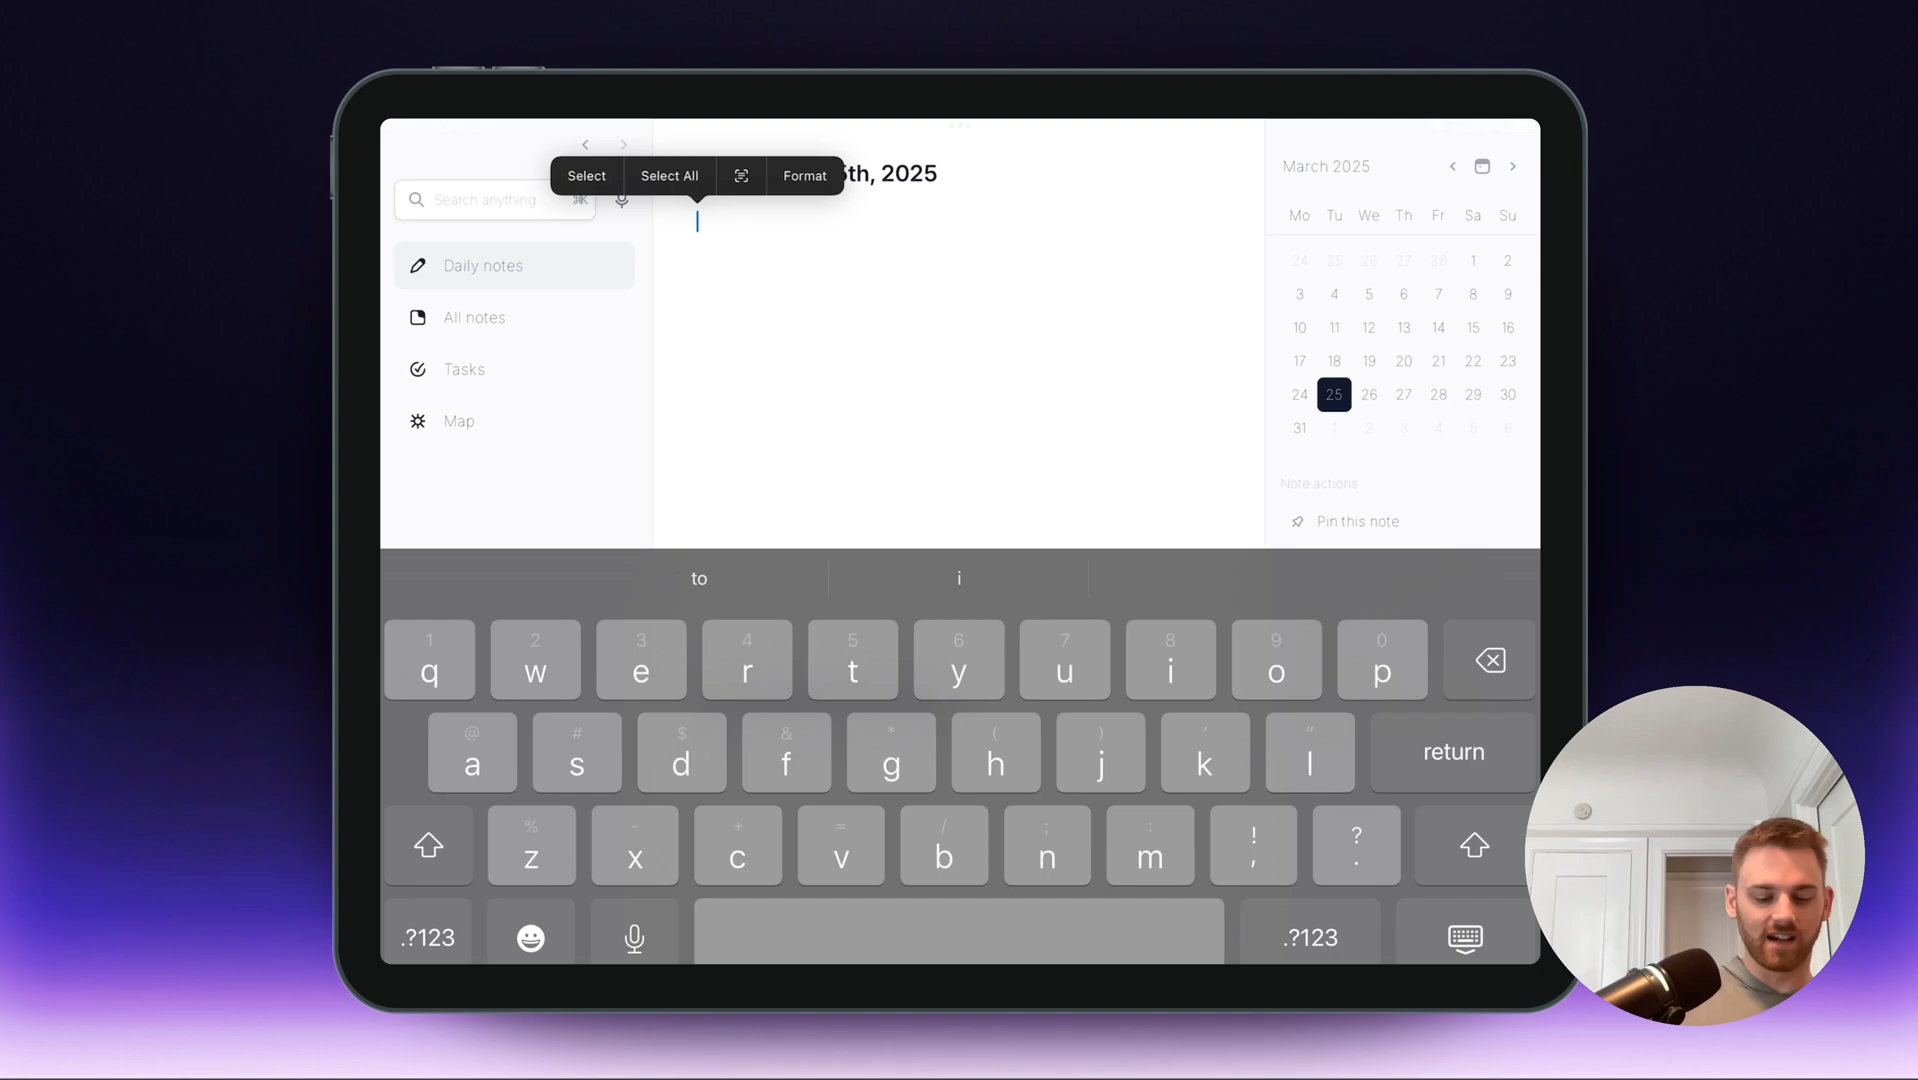 Select
Select All
Format
5th, 2025
Search anything
⌘K
Daily notes
All notes
Tasks
Map
March 2025
Mo Tu We Th Fr Sa Su
24 25 26 27 28 1 2
3 4 5 6 7 8 9
10 11 12 13 14 15 16
17 18 19 20 21 22 23
24 25 26 27 28 29 30
31 1 2 3 4 5 6
Note actions
Pin this note
to i
1 2 3 4 5 6 7 8 9 0
q w e r t y u i o p
@ # $ & * ( ) ' "
a s d f g h j k l return
% - + = / ; : ! ?
z x c v b n m , .
.?123 .?123